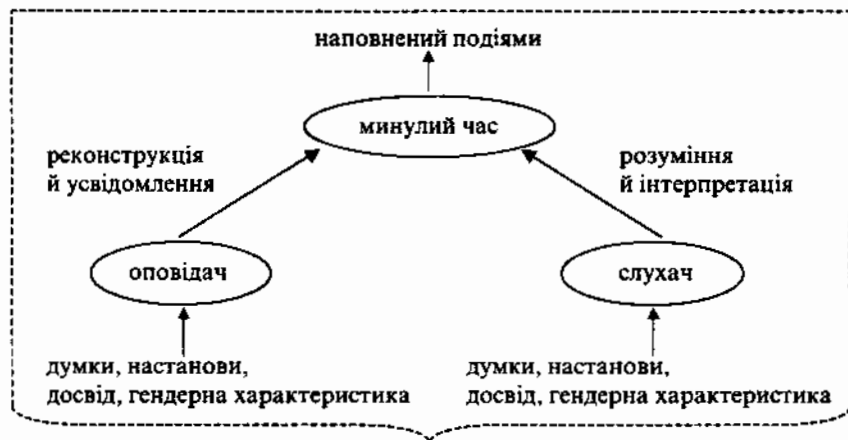 наповнений подіями
минулий час
реконструкція
й усвідомлення
розуміння
й інтерпретація
оповідач
слухач
думки, настанови,
досвід, гендерна характеристика
думки, настанови,
досвід, гендерна характеристика